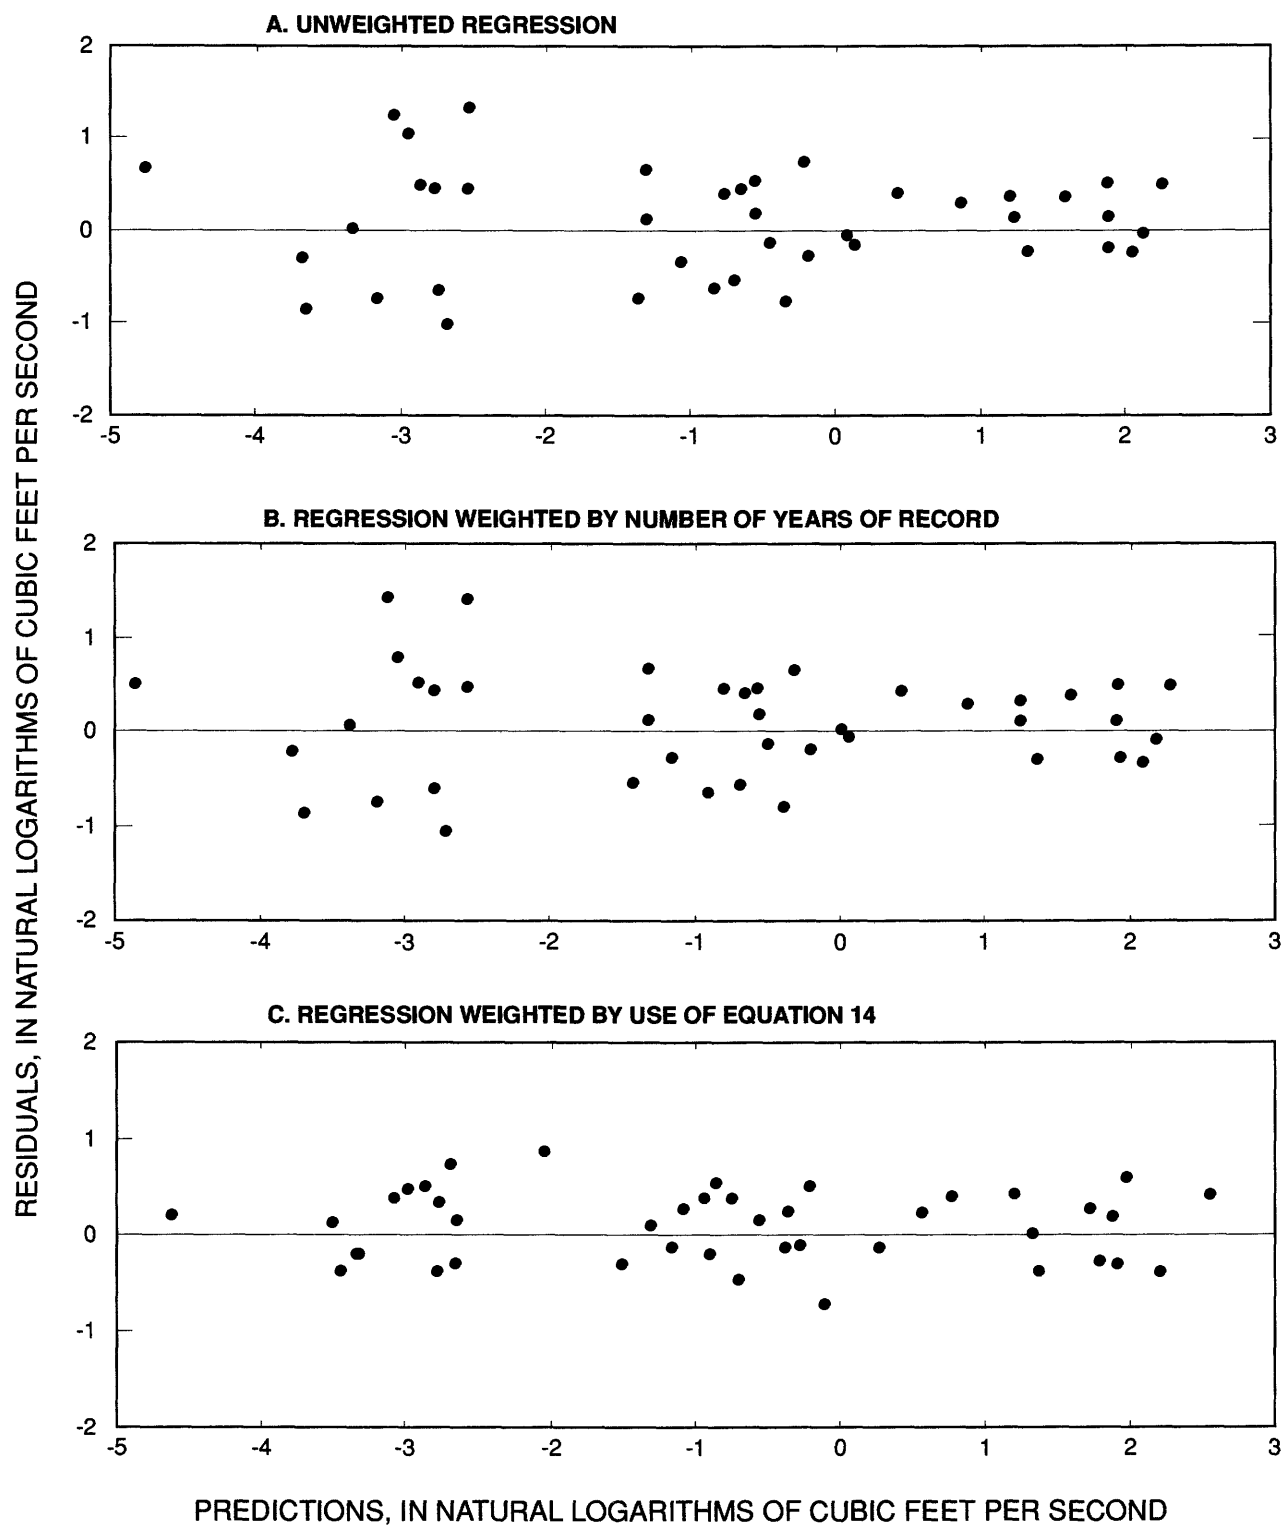 A. UNWEIGHTED REGRESSION
2
1
0
-1
-2
-5 -4 -3 -2 -1 0 1 2 3
B. REGRESSION WEIGHTED BY NUMBER OF YEARS OF RECORD
2
1
0
-1
-2
-5 -4 -3 -2 -1 0 1 2 3
C. REGRESSION WEIGHTED BY USE OF EQUATION 14
2
1
0
-1
-2
-5 -4 -3 -2 -1 0 1 2 3
RESIDUALS, IN NATURAL LOGARITHMS OF CUBIC FEET PER SECOND
PREDICTIONS, IN NATURAL LOGARITHMS OF CUBIC FEET PER SECOND